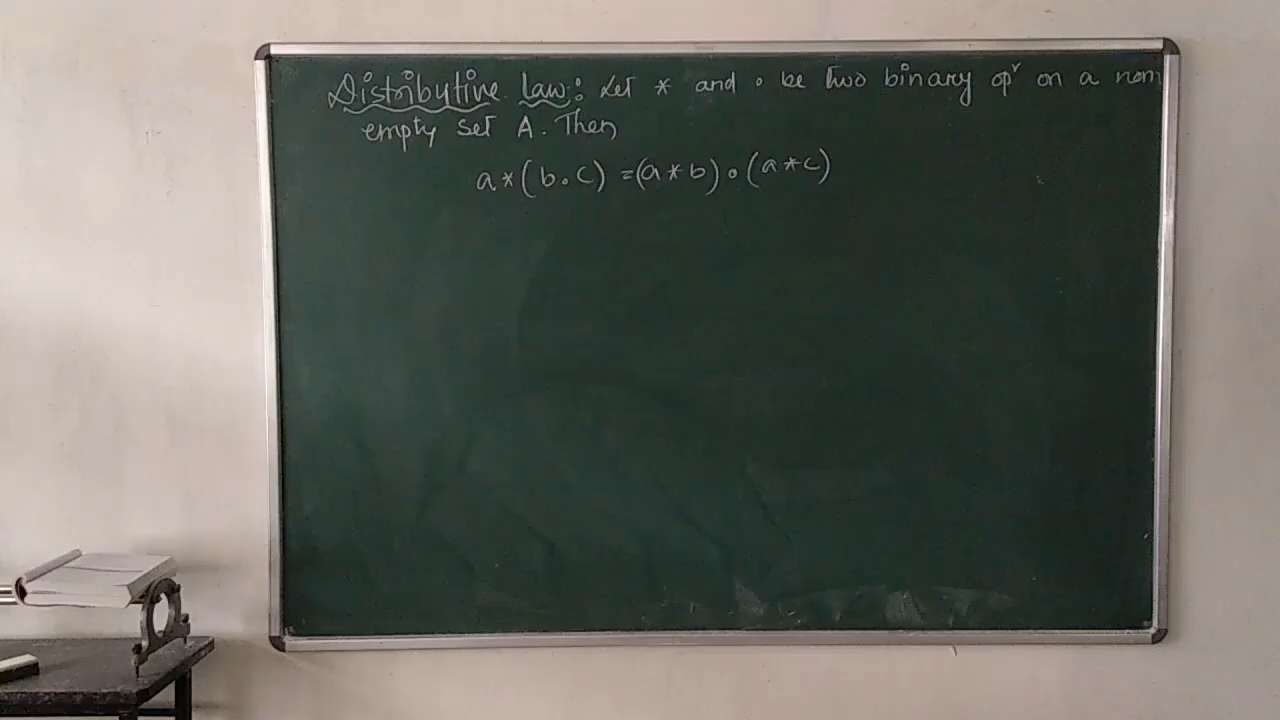 Distributive Law: Let * and ∘ be two binary opr on a non
empty set A. Then
a*(b∘c) =(a*b)∘(a*c)